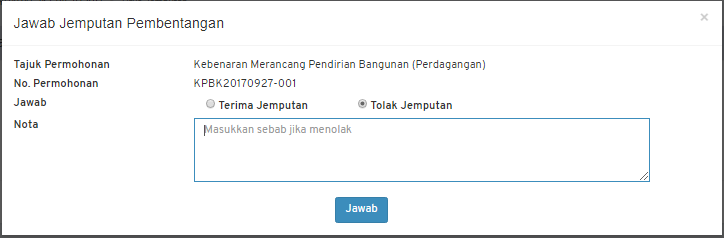 Jawab Jemputan Pembentangan ×
Tajuk Permohonan Kebenaran Merancang Pendirian Bangunan (Perdagangan)
No. Permohonan KPBK20170927-001
Jawab Terima Jemputan Tolak Jemputan
Nota Masukkan sebab jika menolak
Jawab